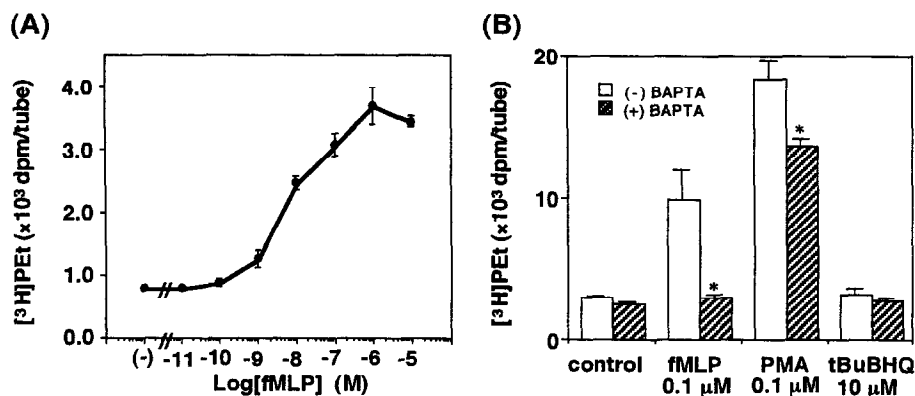 (A)
[³H]PEt (×10³ dpm/tube)
4.0
3.0
2.0
1.0
0.0
(-) -11 -10 -9 -8 -7 -6 -5
Log[fMLP] (M)
(B)
[³H]PEt (×10³ dpm/tube)
20
10
0
(-) BAPTA
(+) BAPTA
*
*
control fMLP PMA tBuBHQ
0.1 µM 0.1 µM 10 µM